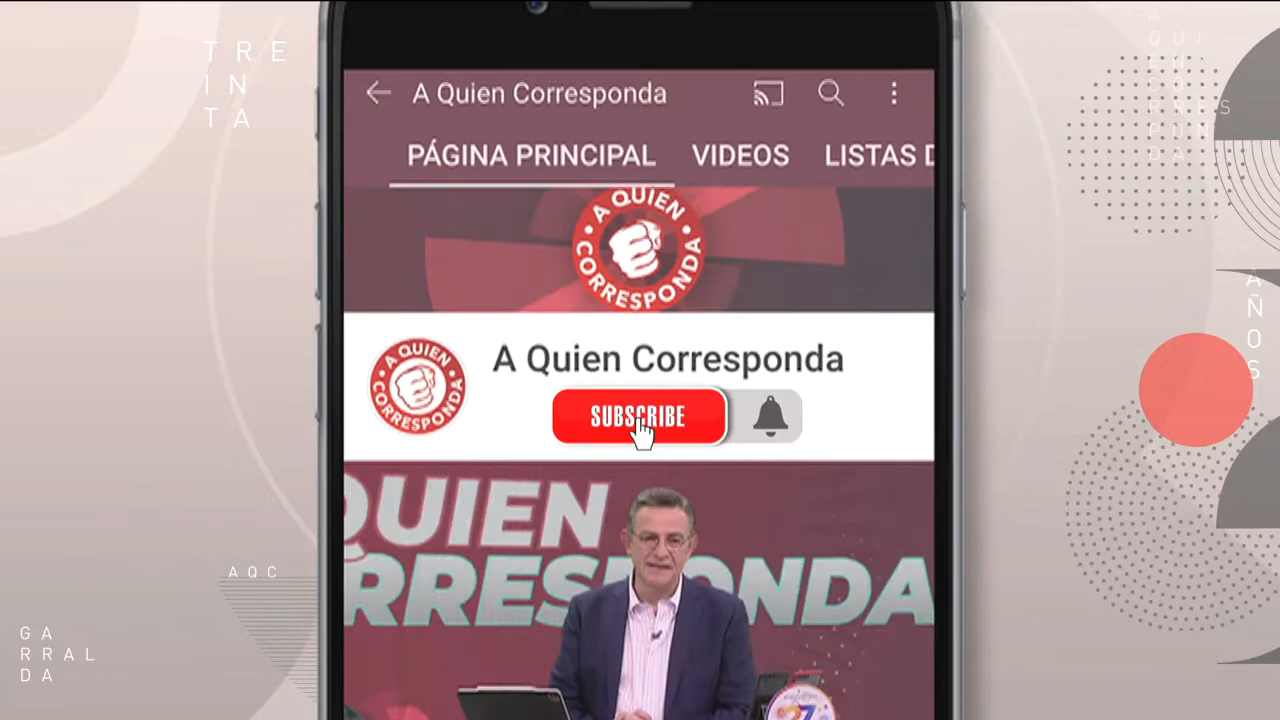 TRE
IN
TA
A Quien Corresponda
PÁGINA PRINCIPAL
VIDEOS
LISTAS D
A QUIEN
CORRESPONDA
A QUIEN
CORRESPONDA
A Quien Corresponda
SUBSCRIBE
QUIEN
RRESPONDA
AQC
GA
RRAL
DA
AÑOS